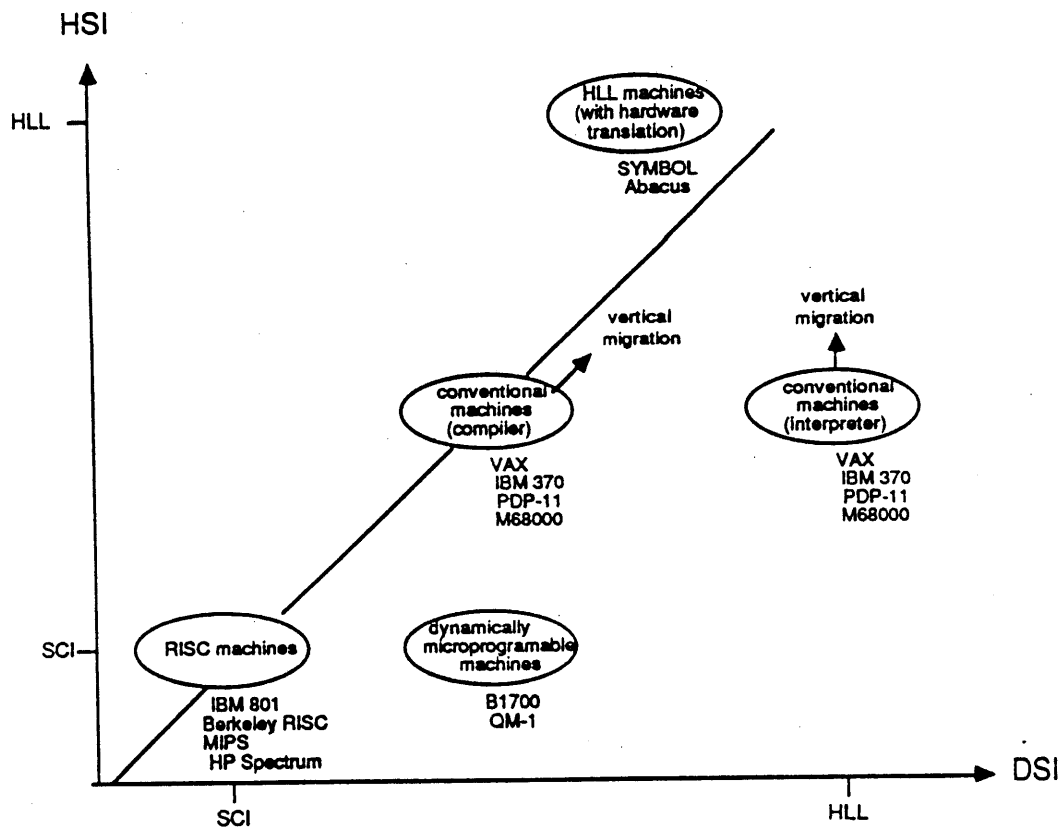 HSI
HLL
HLL machines
(with hardware
translation)
SYMBOL
Abacus
vertical
migration
vertical
migration
conventional
machines
(compiler)
VAX
IBM 370
PDP-11
M68000
conventional
machines
(interpreter)
VAX
IBM 370
PDP-11
M68000
SCI
RISC machines
IBM 801
Berkeley RISC
MIPS
HP Spectrum
dynamically
microprogramable
machines
B1700
QM-1
DSI
SCI
HLL